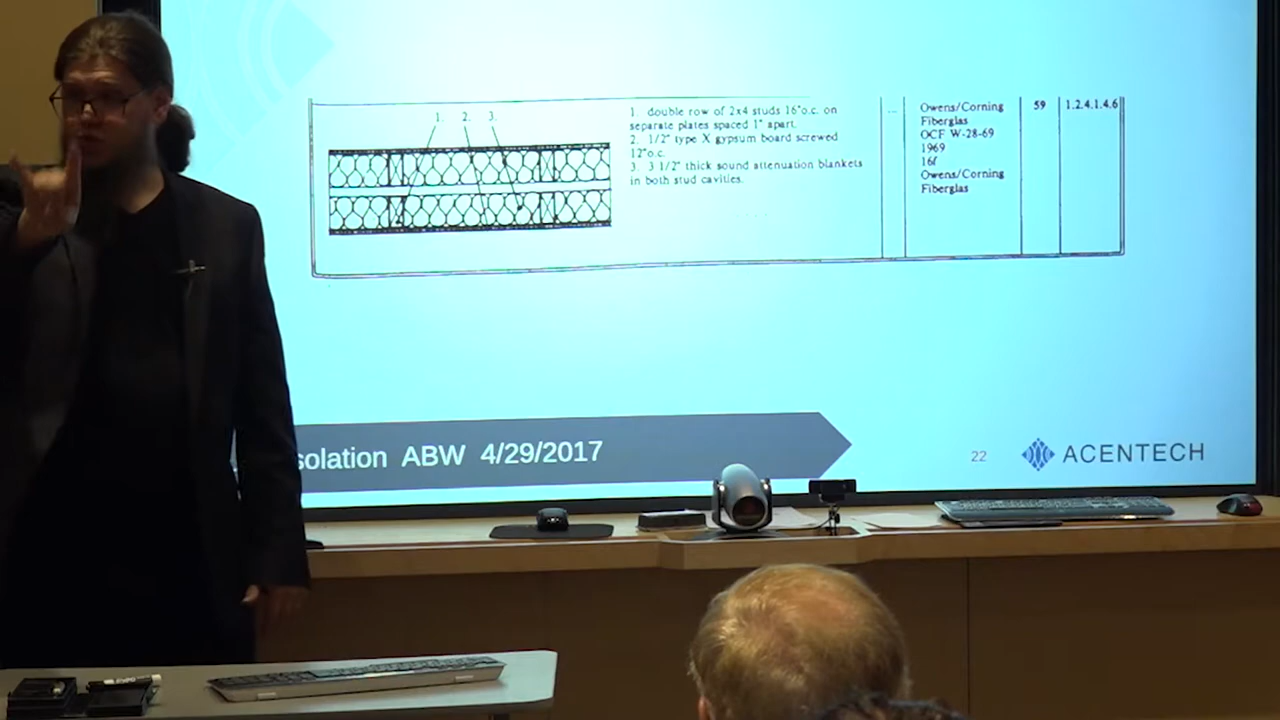 1. 2. 3.
1. double row of 2x4 studs 16"o.c. on
separate plates spaced 1" apart.
2. 1/2" type X gypsum board screwed
12"o.c.
3. 3 1/2" thick sound attenuation blankets
in both stud cavities.
...
Owens/Corning
Fiberglas
OCF W-28-69
1969
16f
Owens/Corning
Fiberglas
59
1.2.4.1.4.6
solation ABW 4/29/2017
22
ACENTECH
EXPO